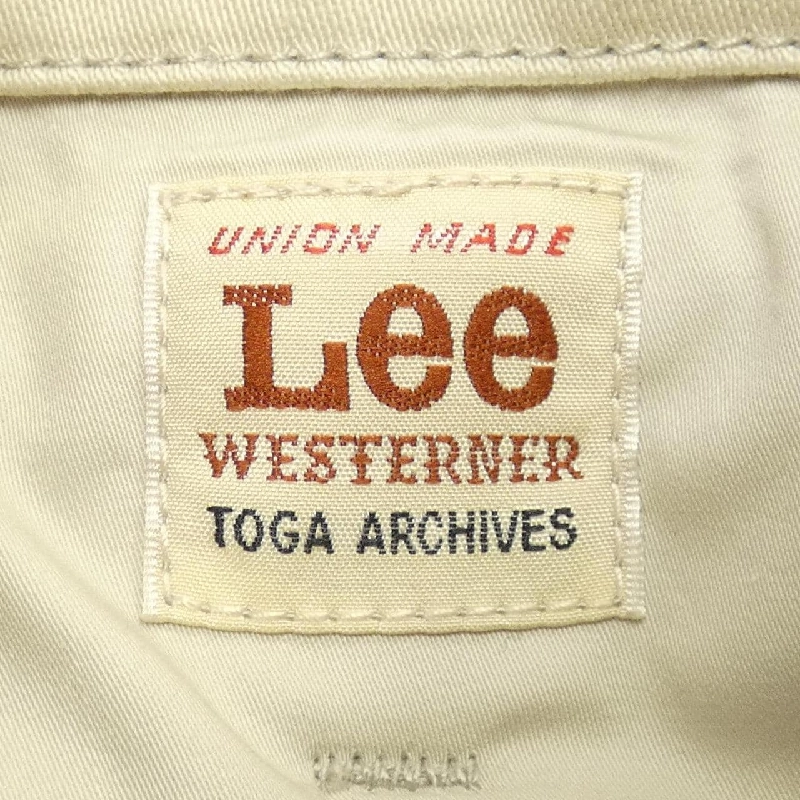 UNION MADE
Lee
WESTERNER
TOGA ARCHIVES